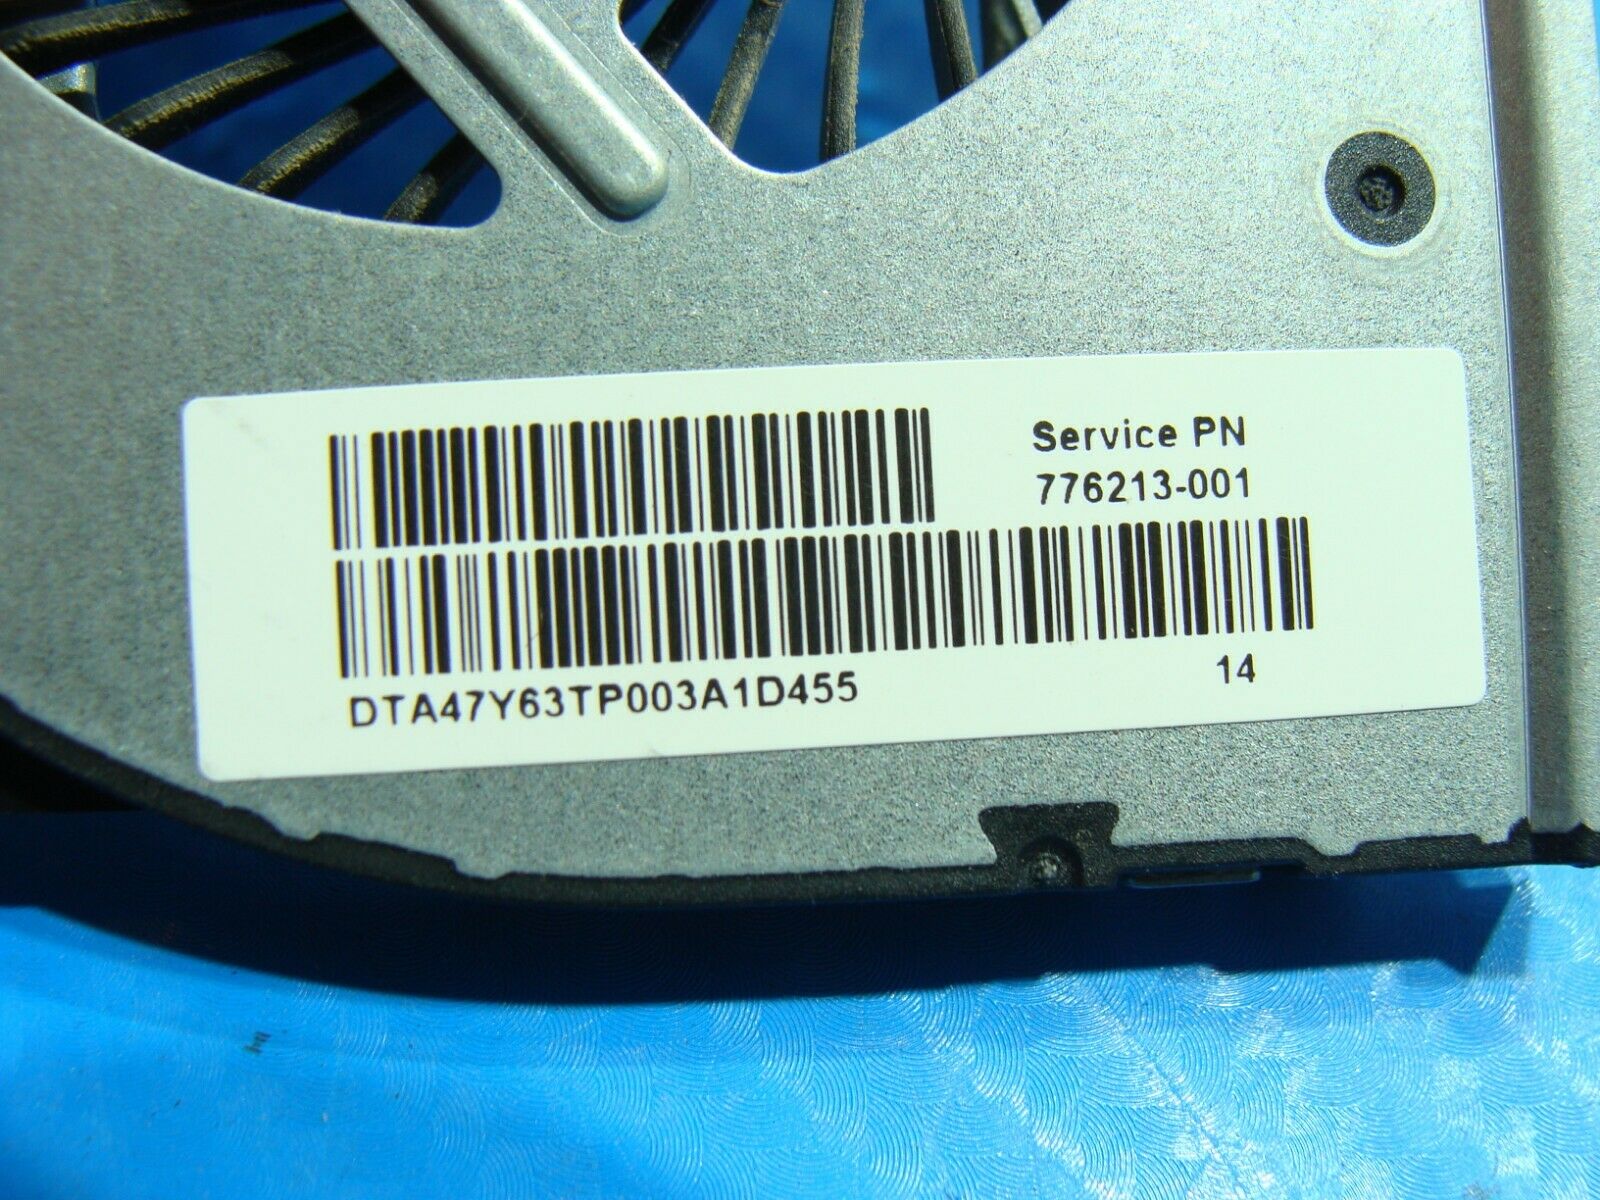 Service PN
776213-001
DTA47Y63TP003A1D455
14